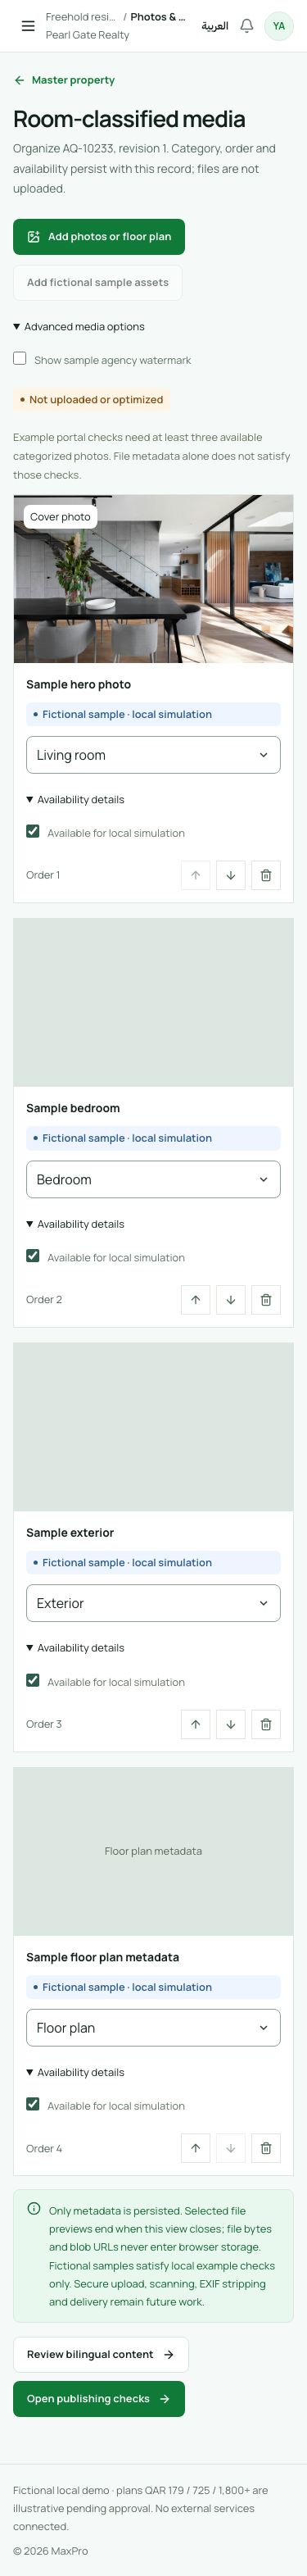 Freehold resi... / Photos & ...
Pearl Gate Realty
العربية
YA
Master property
Room-classified media
Organize AQ-10233, revision 1. Category, order and
availability persist with this record; files are not
uploaded.
Add photos or floor plan
Add fictional sample assets
Advanced media options
Show sample agency watermark
Not uploaded or optimized
Example portal checks need at least three available
categorized photos. File metadata alone does not satisfy
those checks.
Cover photo
Sample hero photo
Fictional sample · local simulation
Living room
Availability details
Available for local simulation
Order 1
Sample bedroom
Fictional sample · local simulation
Bedroom
Availability details
Available for local simulation
Order 2
Sample exterior
Fictional sample · local simulation
Exterior
Availability details
Available for local simulation
Order 3
Floor plan metadata
Sample floor plan metadata
Fictional sample · local simulation
Floor plan
Availability details
Available for local simulation
Order 4
Only metadata is persisted. Selected file
previews end when this view closes; file bytes
and blob URLs never enter browser storage.
Fictional samples satisfy local example checks
only. Secure upload, scanning, EXIF stripping
and delivery remain future work.
Review bilingual content
Open publishing checks
Fictional local demo · plans QAR 179 / 725 / 1,800+ are
illustrative pending approval. No external services
connected.
© 2026 MaxPro